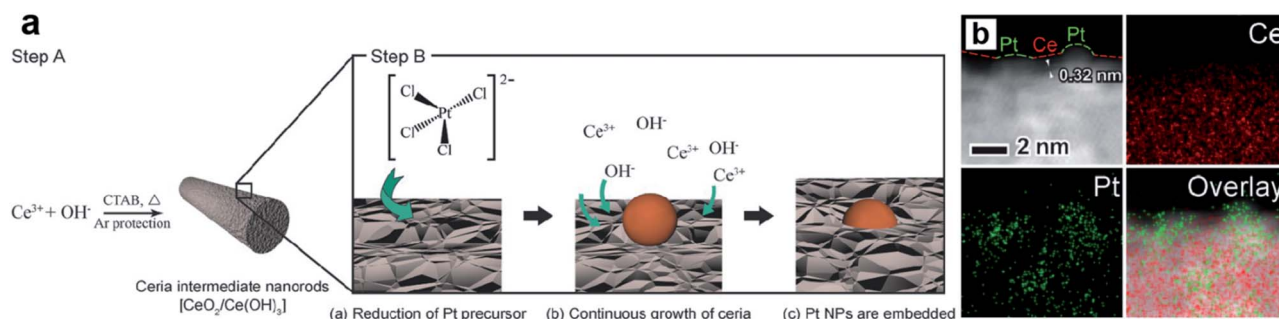 a
Step A
Ce³⁺ + OH⁻
CTAB, △
Ar protection
Ceria intermediate nanorods
[CeO₂/Ce(OH)₃]
Step B
Cl
Cl
Pt
Cl
Cl
2-
Ce³⁺
OH⁻
Ce³⁺
OH⁻
OH⁻
Ce³⁺
(a) Reduction of Pt precursor
(b) Continuous growth of ceria
(c) Pt NPs are embedded
b
Pt
Ce
Pt
0.32 nm
2 nm
Ce
Pt
Overlay